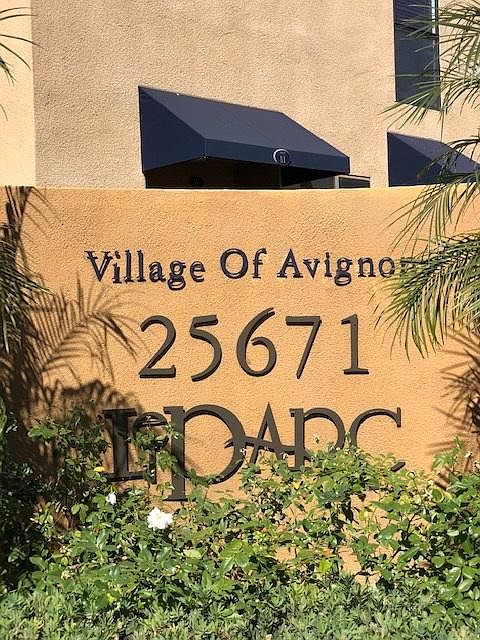 Village Of Avignon
25671
LE PARC